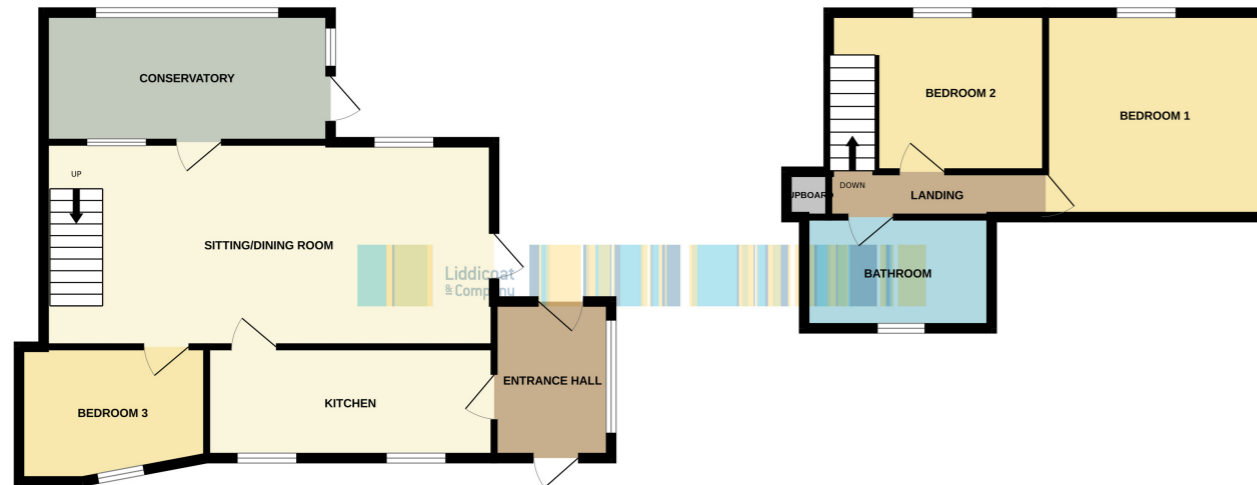 CONSERVATORY
BEDROOM 2
BEDROOM 1
UP
DOWN
UPBOARD
LANDING
SITTING/DINING ROOM
Liddicoat
& Company
BATHROOM
ENTRANCE HALL
KITCHEN
BEDROOM 3